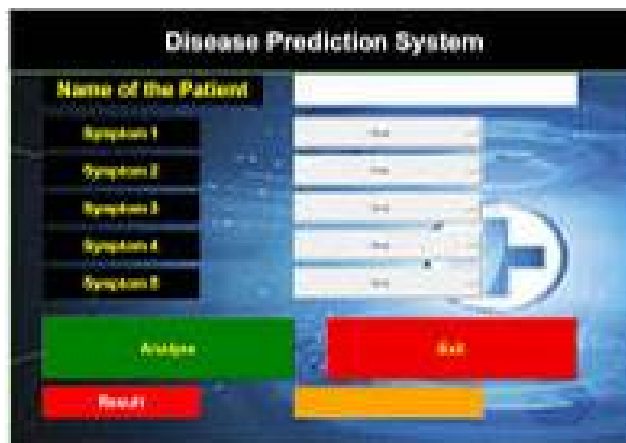 Disease Prediction System
Name of the Patient
Symptom 1
Symptom 2
Symptom 3
Symptom 4
Symptom 5
Analyse Exit
Result